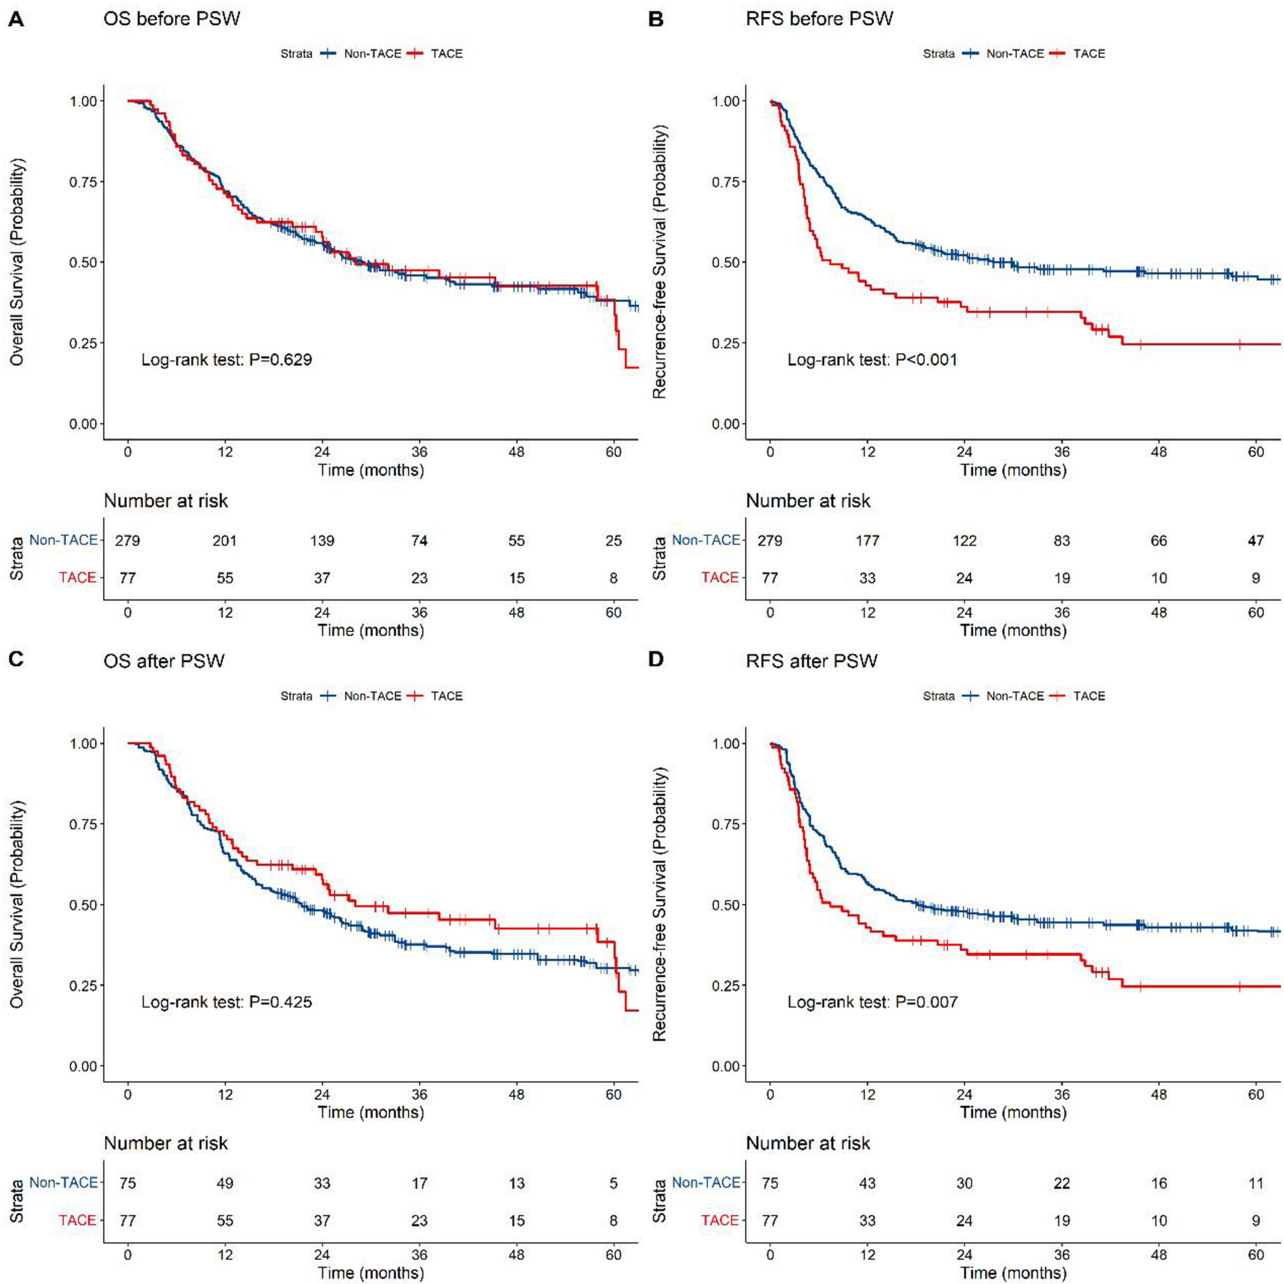 A OS before PSW
Strata Non-TACE TACE
Overall Survival (Probability)
1.00
0.75
0.50
0.25
0.00
Log-rank test: P=0.629
0 12 24 36 48 60
Time (months)
Number at risk
Strata
Non-TACE 279 201 139 74 55 25
TACE 77 55 37 23 15 8
0 12 24 36 48 60
Time (months)
B RFS before PSW
Strata Non-TACE TACE
Recurrence-free Survival (Probability)
1.00
0.75
0.50
0.25
0.00
Log-rank test: P<0.001
0 12 24 36 48 60
Time (months)
Number at risk
Strata
Non-TACE 279 177 122 83 66 47
TACE 77 33 24 19 10 9
0 12 24 36 48 60
Time (months)
C OS after PSW
Strata Non-TACE TACE
Overall Survival (Probability)
1.00
0.75
0.50
0.25
0.00
Log-rank test: P=0.425
0 12 24 36 48 60
Time (months)
Number at risk
Strata
Non-TACE 75 49 33 17 13 5
TACE 77 55 37 23 15 8
0 12 24 36 48 60
Time (months)
D RFS after PSW
Strata Non-TACE TACE
Recurrence-free Survival (Probability)
1.00
0.75
0.50
0.25
0.00
Log-rank test: P=0.007
0 12 24 36 48 60
Time (months)
Number at risk
Strata
Non-TACE 75 43 30 22 16 11
TACE 77 33 24 19 10 9
0 12 24 36 48 60
Time (months)